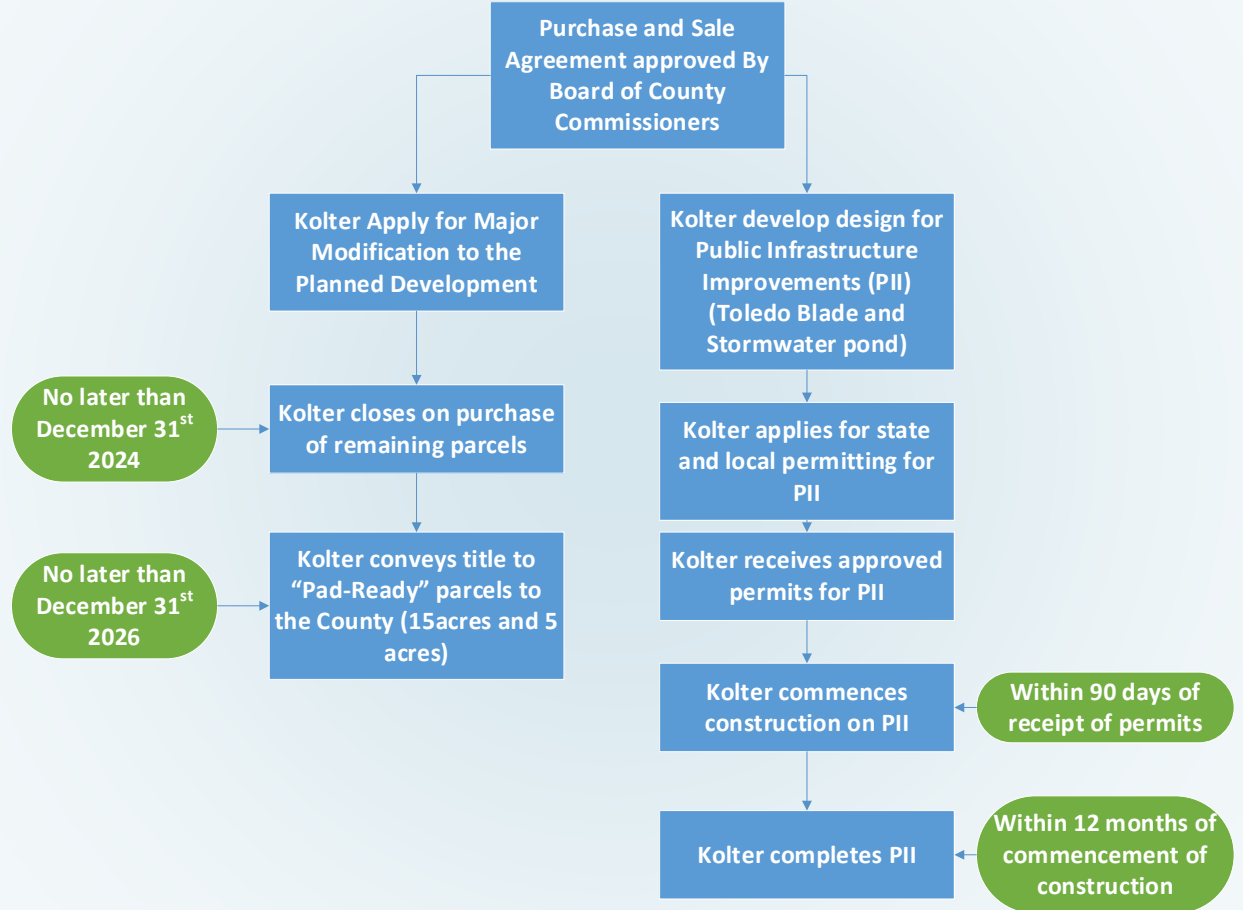 Purchase and Sale
Agreement approved By
Board of County
Commissioners
Kolter Apply for Major
Modification to the
Planned Development
No later than
December 31st
2024
Kolter closes on purchase
of remaining parcels
No later than
December 31st
2026
Kolter conveys title to
“Pad-Ready” parcels to
the County (15acres and 5
acres)
Kolter develop design for
Public Infrastructure
Improvements (PII)
(Toledo Blade and
Stormwater pond)
Kolter applies for state
and local permitting for
PII
Kolter receives approved
permits for PII
Kolter commences
construction on PII
Within 90 days of
receipt of permits
Kolter completes PII
Within 12 months of
commencement of
construction